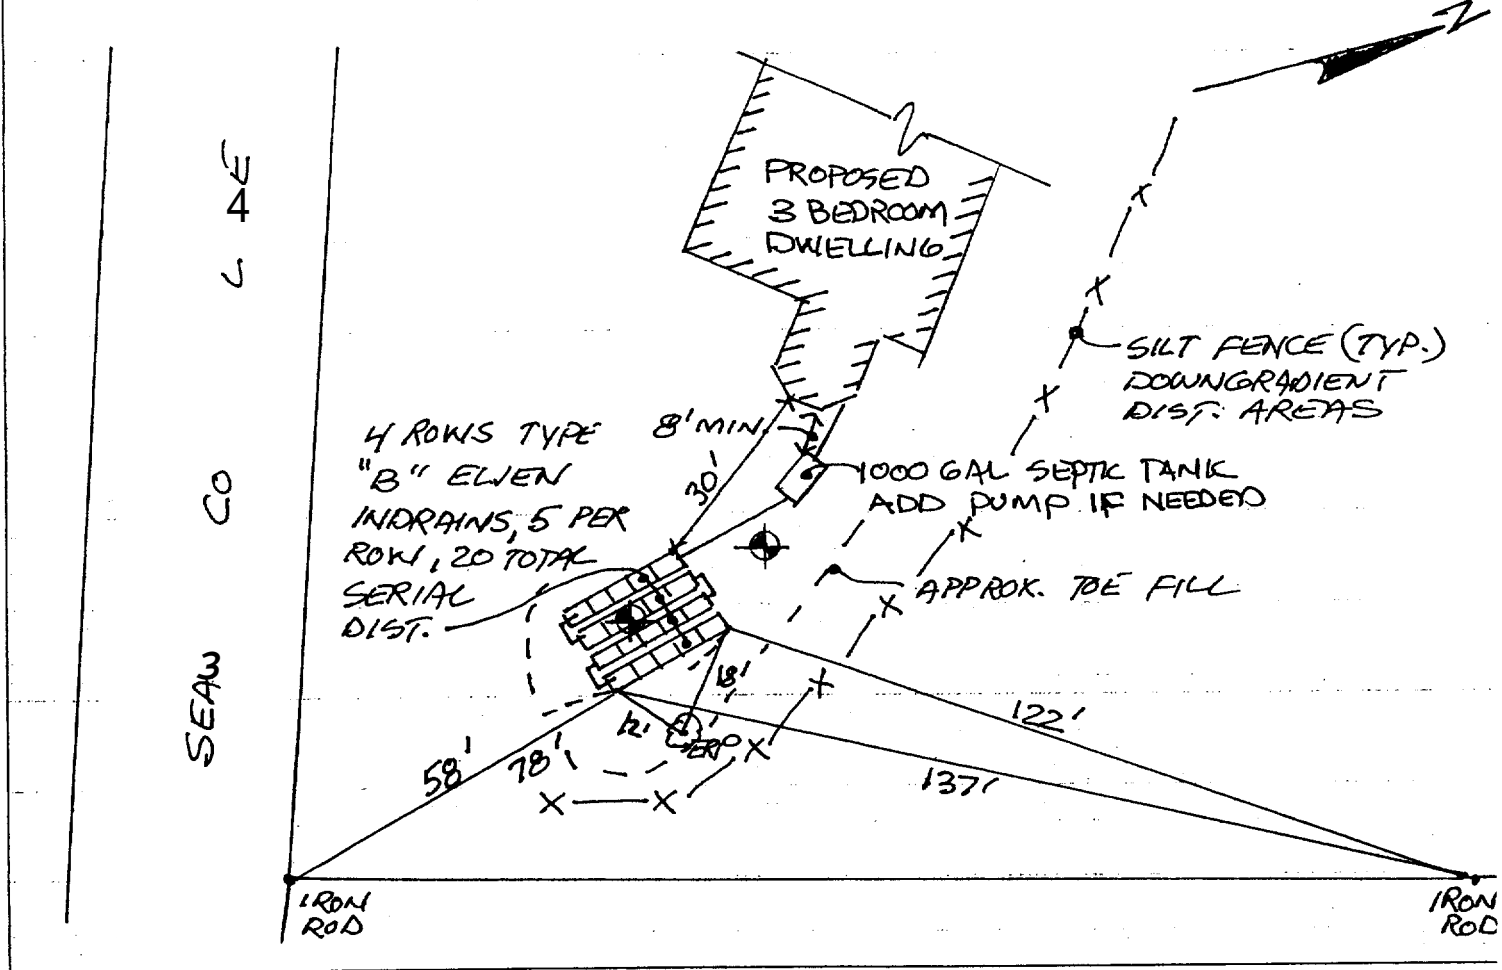 N
PROPOSED
3 BEDROOM
DWELLING
SILT FENCE (TYP.)
DOWNGRADIENT
DIST. AREAS
4 ROWS TYPE
"B" ELJEN
INDRAINS, 5 PER
ROW, 20 TOTAL
SERIAL
DIST.
8' MIN.
30'
1000 GAL SEPTIC TANK
ADD PUMP IF NEEDED
APPROX. TOE FILL
18'
12'
ERP
58'
78'
122'
137'
IRON
ROD
IRON
ROD
4
CO